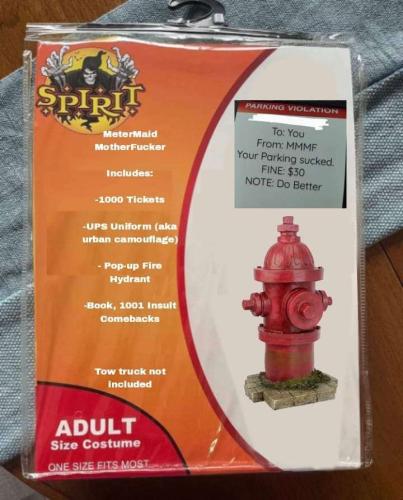 SPIRIT
MeterMaid
MotherFucker
Includes:
-1000 Tickets
-UPS Uniform (aka
urban camouflage)
- Pop-up Fire
Hydrant
-Book, 1001 Insult
Comebacks
Tow truck not
included
ADULT
Size Costume
ONE SIZE FITS MOST
PARKING VIOLATION
To: You
From: MMMF
Your Parking sucked.
FINE: $30
NOTE: Do Better